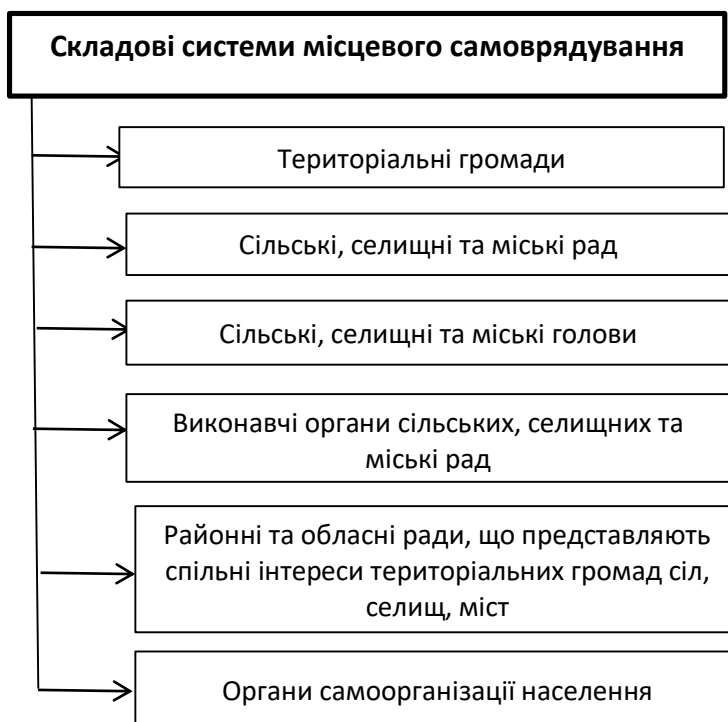 Складові системи місцевого самоврядування
Територіальні громади
Сільські, селищні та міські рад
Сільські, селищні та міські голови
Виконавчі органи сільських, селищних та
міські рад
Районні та обласні ради, що представляють
спільні інтереси територіальних громад сіл,
селищ, міст
Органи самоорганізації населення